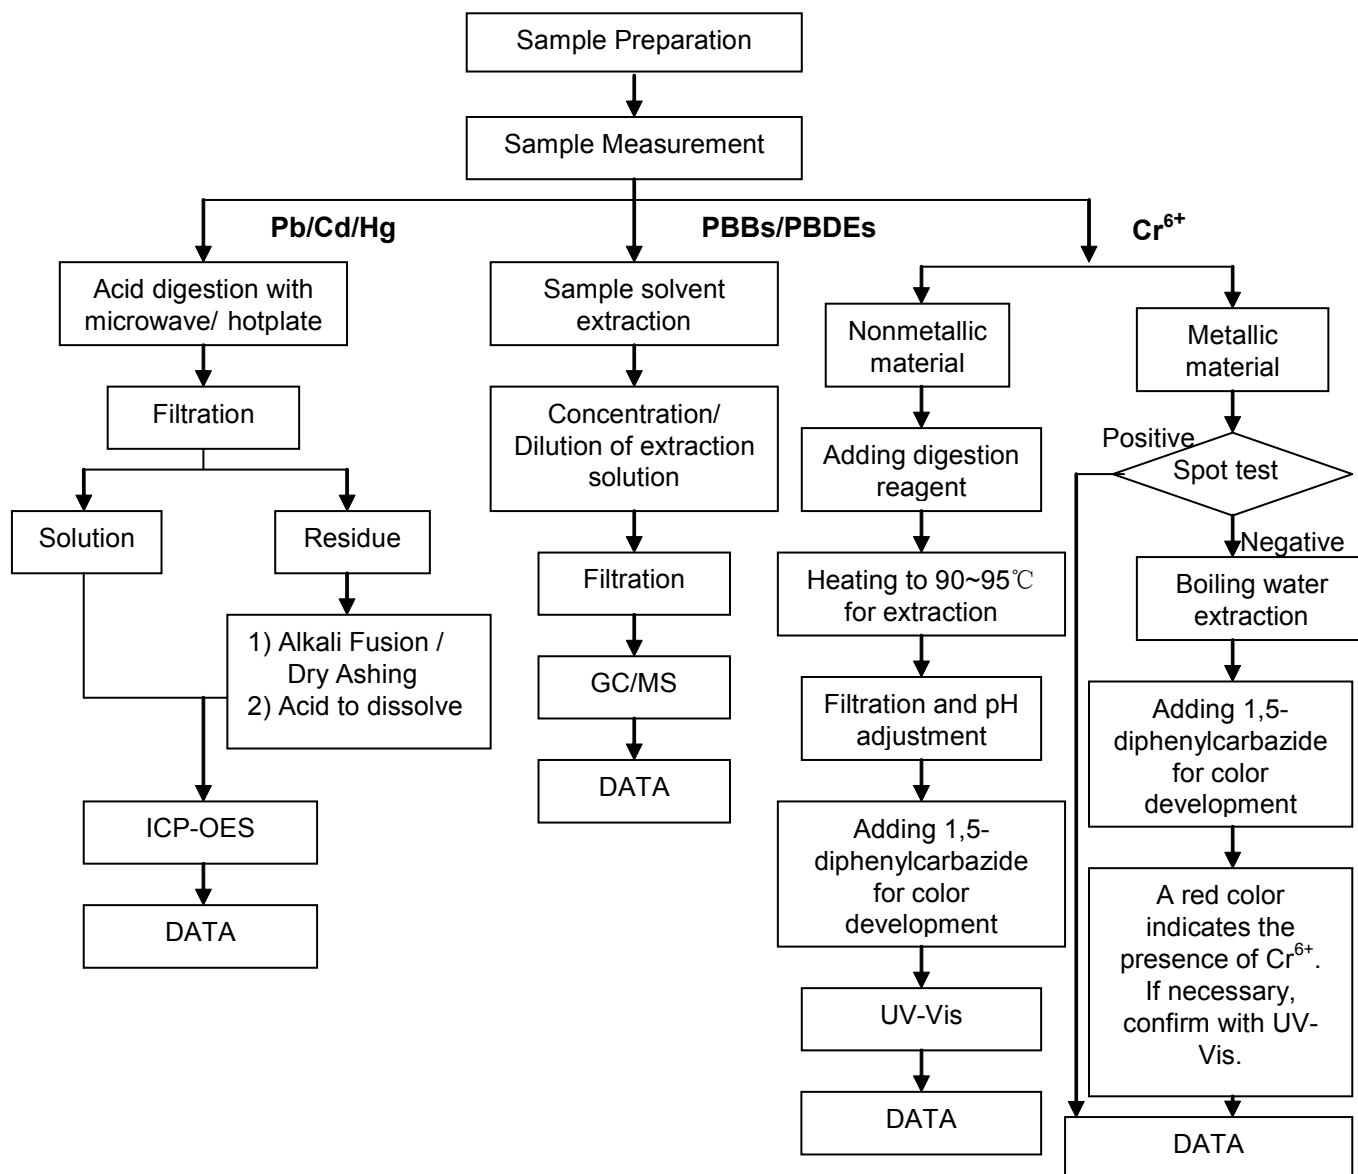 Sample Preparation
Sample Measurement
Pb/Cd/Hg
PBBs/PBDEs
Cr⁶⁺
Acid digestion with
microwave/ hotplate
Filtration
Solution
Residue
1) Alkali Fusion /
Dry Ashing
2) Acid to dissolve
ICP-OES
DATA
Sample solvent
extraction
Concentration/
Dilution of extraction
solution
Filtration
GC/MS
DATA
Nonmetallic
material
Adding digestion
reagent
Heating to 90~95℃
for extraction
Filtration and pH
adjustment
Adding 1,5-
diphenylcarbazide
for color
development
UV-Vis
DATA
Metallic
material
Positive
Spot test
Negative
Boiling water
extraction
Adding 1,5-
diphenylcarbazide
for color
development
A red color
indicates the
presence of Cr⁶⁺.
If necessary,
confirm with UV-
Vis.
DATA